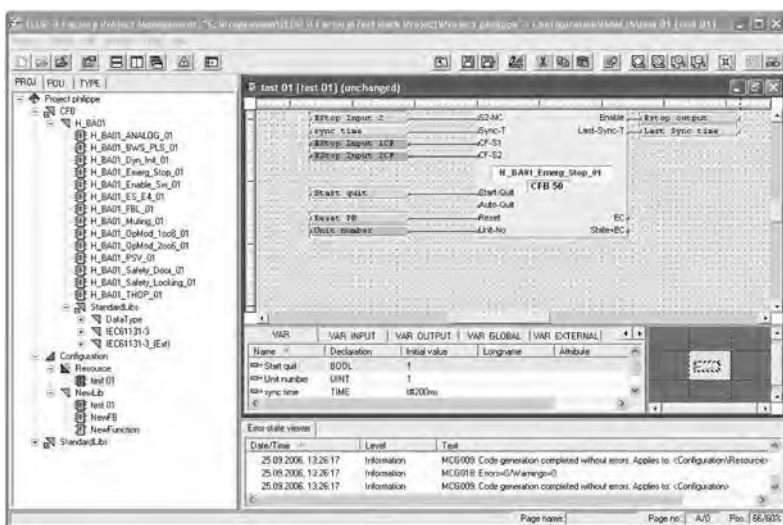 PROJ POU TYPE
Project philippe
CFB
H_BA01
H_BA01_ANALOG_01
H_BA01_BWS_PLS_01
H_BA01_Dyn_Init_01
H_BA01_Emerg_Stop_01
H_BA01_Enable_Sw_01
H_BA01_ES_E4_01
H_BA01_FBL_01
H_BA01_Muting_01
H_BA01_OpMod_1oo8_01
H_BA01_OpMod_2oo6_01
H_BA01_PSV_01
H_BA01_Safety_Door_01
H_BA01_Safety_Locking_01
H_BA01_THOP_01
StandardLibs
DataType
IEC61131-3
IEC61131-3_(Ext)
Configuration
Resource
test 01
NewLib
test 01
NewFB
NewFunction
StandardLibs
test 01 [test 01] (unchanged)
EStop Input 2 S2-NC Enable Estop output
sync time Sync-T Last-Sync-T Last Sync time
EStop Input 1CF CF-S1
EStop Input 2CF CF-S2
H_BA01_Emerg_Stop_01
CFB 50
Start quit Start-Quit
Auto-Quit
Reset PB Reset EC
Unit number Unit-No State+EC
VAR VAR INPUT VAR OUTPUT VAR GLOBAL VAR EXTERNAL
Name Declaration Initial value Longname Attribute
Start quit BOOL 1
Unit number UINT 1
sync time TIME t#200ms
Error-state viewer
Date/Time Level Text
25.09.2006, 13:26:17 Information MCG009: Code generation completed without errors. Applies to: <Configuration\Resource>
25.09.2006, 13:26:17 Information MCG018: Errors=0/Warnings=0
25.09.2006, 13:26:17 Information MCG009: Code generation completed without errors. Applies to: <Configuration>
Page name: Page no: A/0 Pos.: